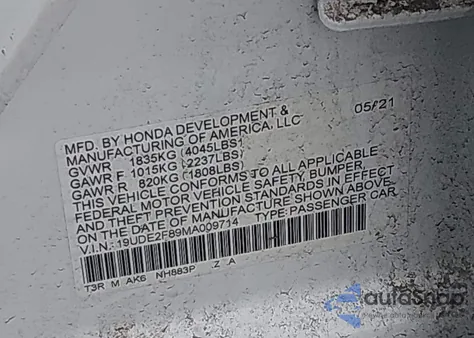 MFD. BY HONDA DEVELOPMENT & 05/21
MANUFACTURING OF AMERICA, LLC
GVWR 1835KG (4045LBS)
GAWR F 1015KG (2237LBS)
GAWR R 820KG (1808LBS)
THIS VEHICLE CONFORMS TO ALL APPLICABLE
FEDERAL MOTOR VEHICLE SAFETY, BUMPER,
AND THEFT PREVENTION STANDARDS IN EFFECT
ON THE DATE OF MANUFACTURE SHOWN ABOVE.
V.I.N.: 19UDE2F89MA009714 TYPE: PASSENGER CAR
T3R M AK6 NH883P Z A
autoSnap